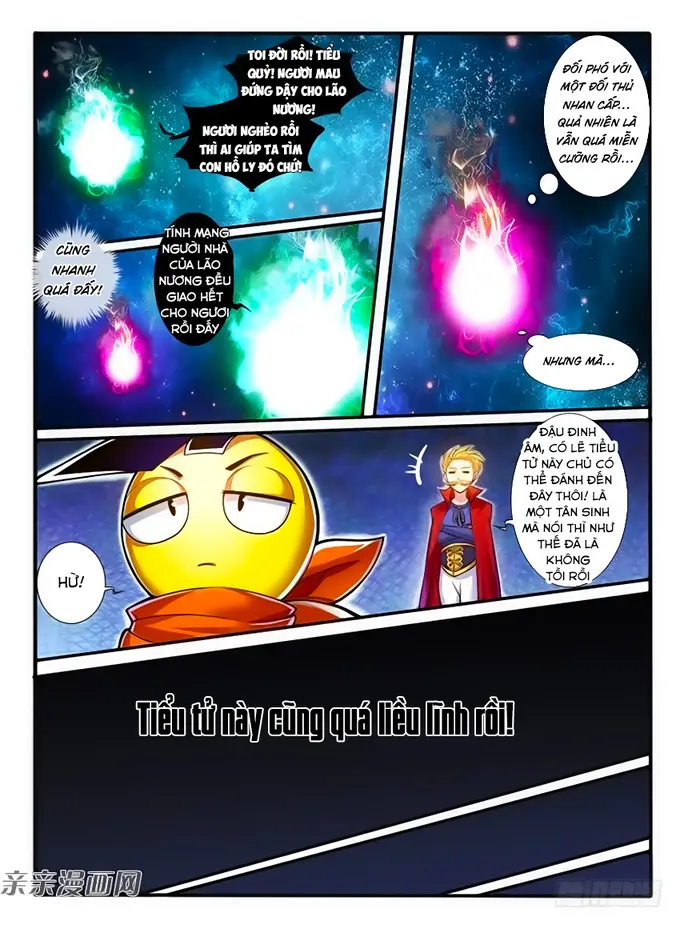 TOI ĐỜI RỒI! TIỂU
QUỶ! NGƯƠI MAU
ĐỨNG DẬY CHO LÃO
NƯƠNG!
NGƯƠI NGHÈO RỒI
THÌ AI GIÚP TA TÌM
CON HỒ LY ĐÓ CHỨ!
ĐỐI PHÓ VỚI
MỘT ĐỐI THỦ
NHAN CẤP...
QUẢ NHIÊN LÀ
VẪN QUÁ MIỄN
CƯỠNG RỒI...
CŨNG
NHANH
QUÁ ĐẤY!
TÍNH MẠNG
NGƯỜI NHÀ
CỦA LÃO
NƯƠNG ĐỀU
GIAO HẾT
CHO NGƯƠI
RỒI ĐẤY
NHƯNG MÀ...
HỪ!
ĐẬU ĐINH
ÂM, CÓ LẼ TIỂU
TỬ NÀY CHỦ CÓ
THỂ ĐÁNH ĐẾN
ĐÂY THÔI! LÀ
MỘT TÂN SINH
MÀ NÓI THÌ NHƯ
THẾ ĐÃ LÀ
KHÔNG
TỒI RỒI
Tiểu tử này cũng quá liều lĩnh rồi!
亲亲漫画网